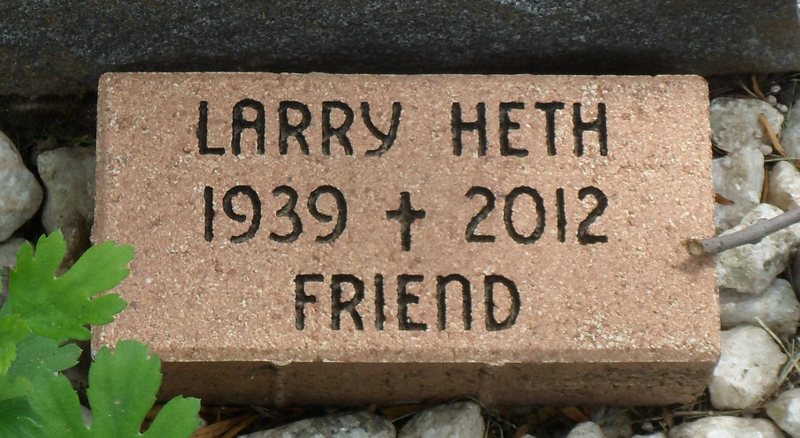 LARRY HETH
1939 ✝ 2012
FRIEND